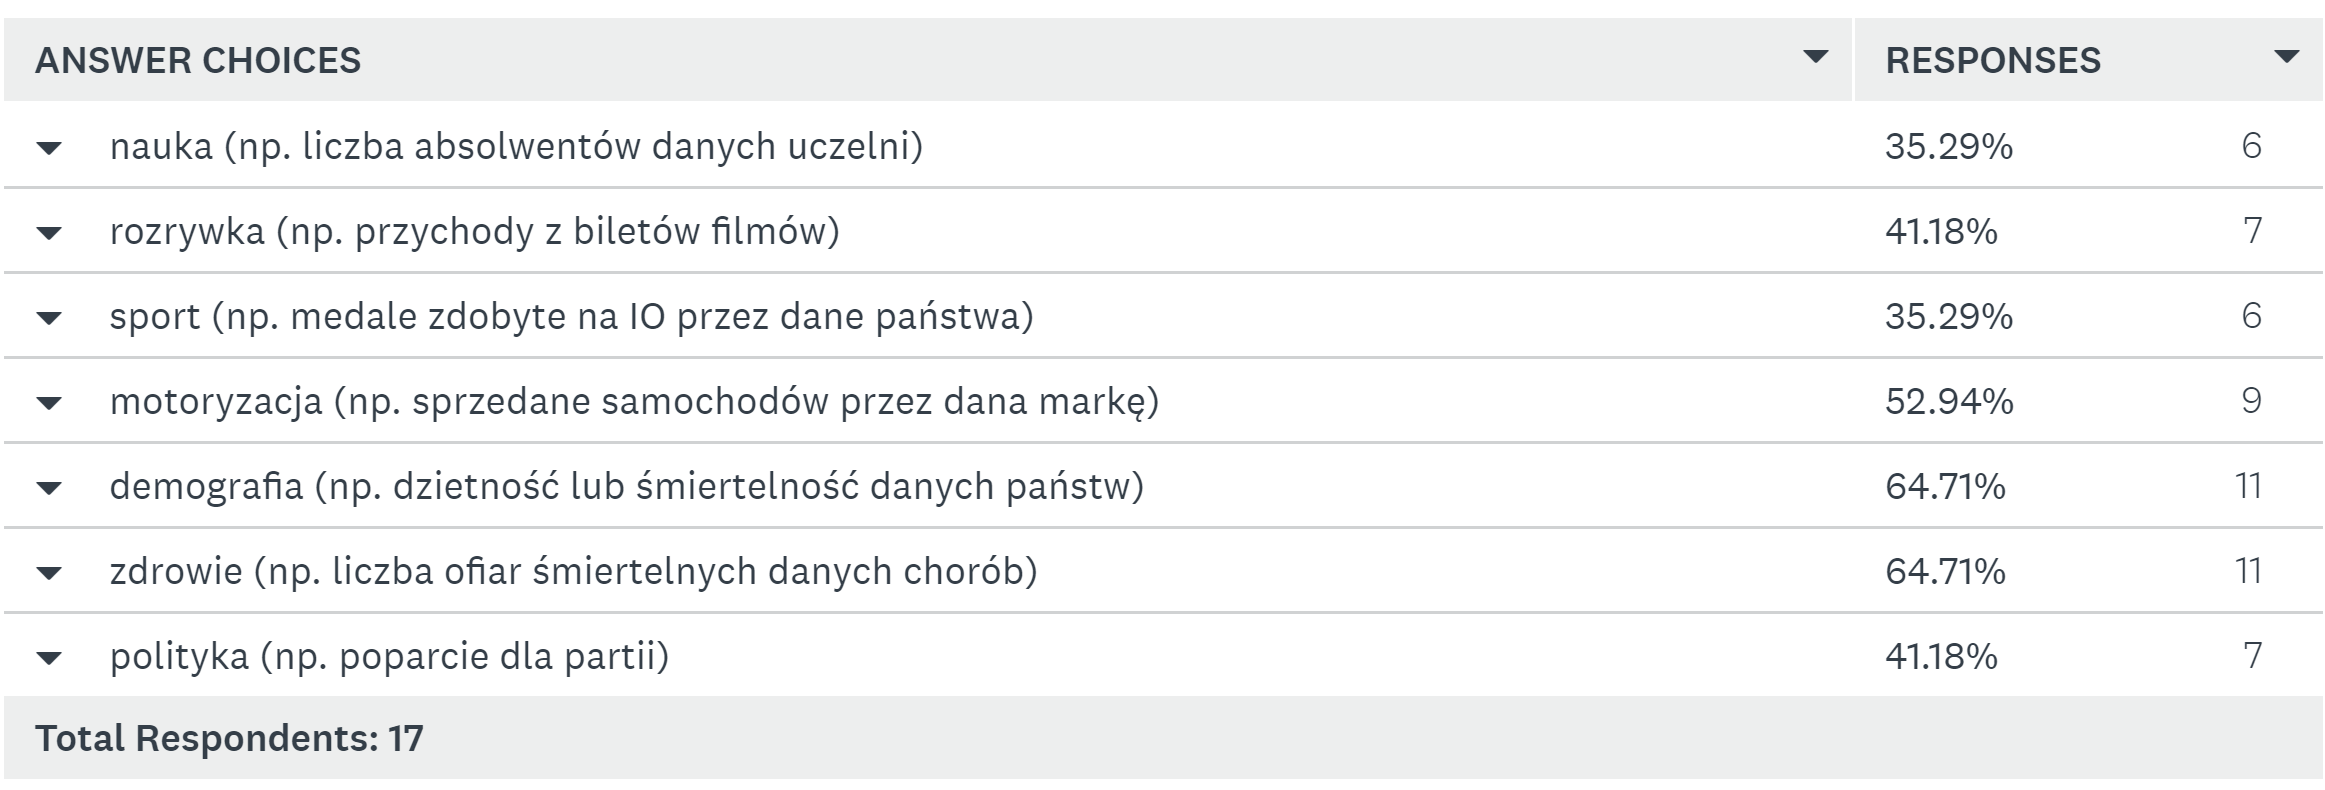 ANSWER CHOICES RESPONSES
nauka (np. liczba absolwentów danych uczelni) 35.29% 6
rozrywka (np. przychody z biletów filmów) 41.18% 7
sport (np. medale zdobyte na IO przez dane państwa) 35.29% 6
motoryzacja (np. sprzedane samochodów przez dana markę) 52.94% 9
demografia (np. dzietność lub śmiertelność danych państw) 64.71% 11
zdrowie (np. liczba ofiar śmiertelnych danych chorób) 64.71% 11
polityka (np. poparcie dla partii) 41.18% 7
Total Respondents: 17